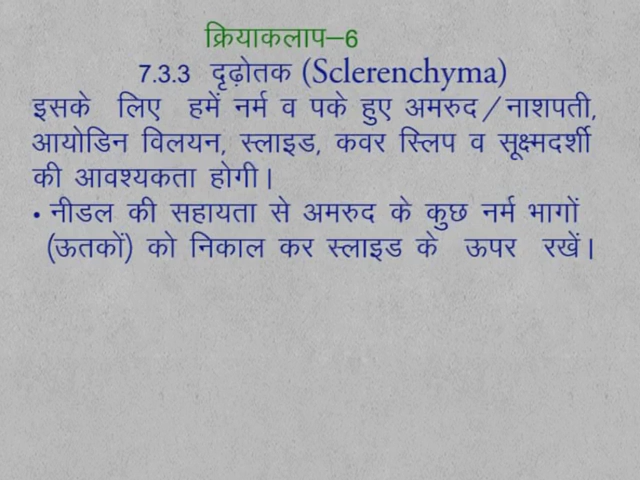 क्रियाकलाप–6
7.3.3 दृढ़ोतक (Sclerenchyma)
इसके लिए हमें नर्म व पके हुए अमरुद / नाशपती,
आयोडिन विलयन, स्लाइड, कवर स्लिप व सूक्ष्मदर्शी
की आवश्यकता होगी।
• नीडल की सहायता से अमरुद के कुछ नर्म भागों
(ऊतकों) को निकाल कर स्लाइड के ऊपर रखें।